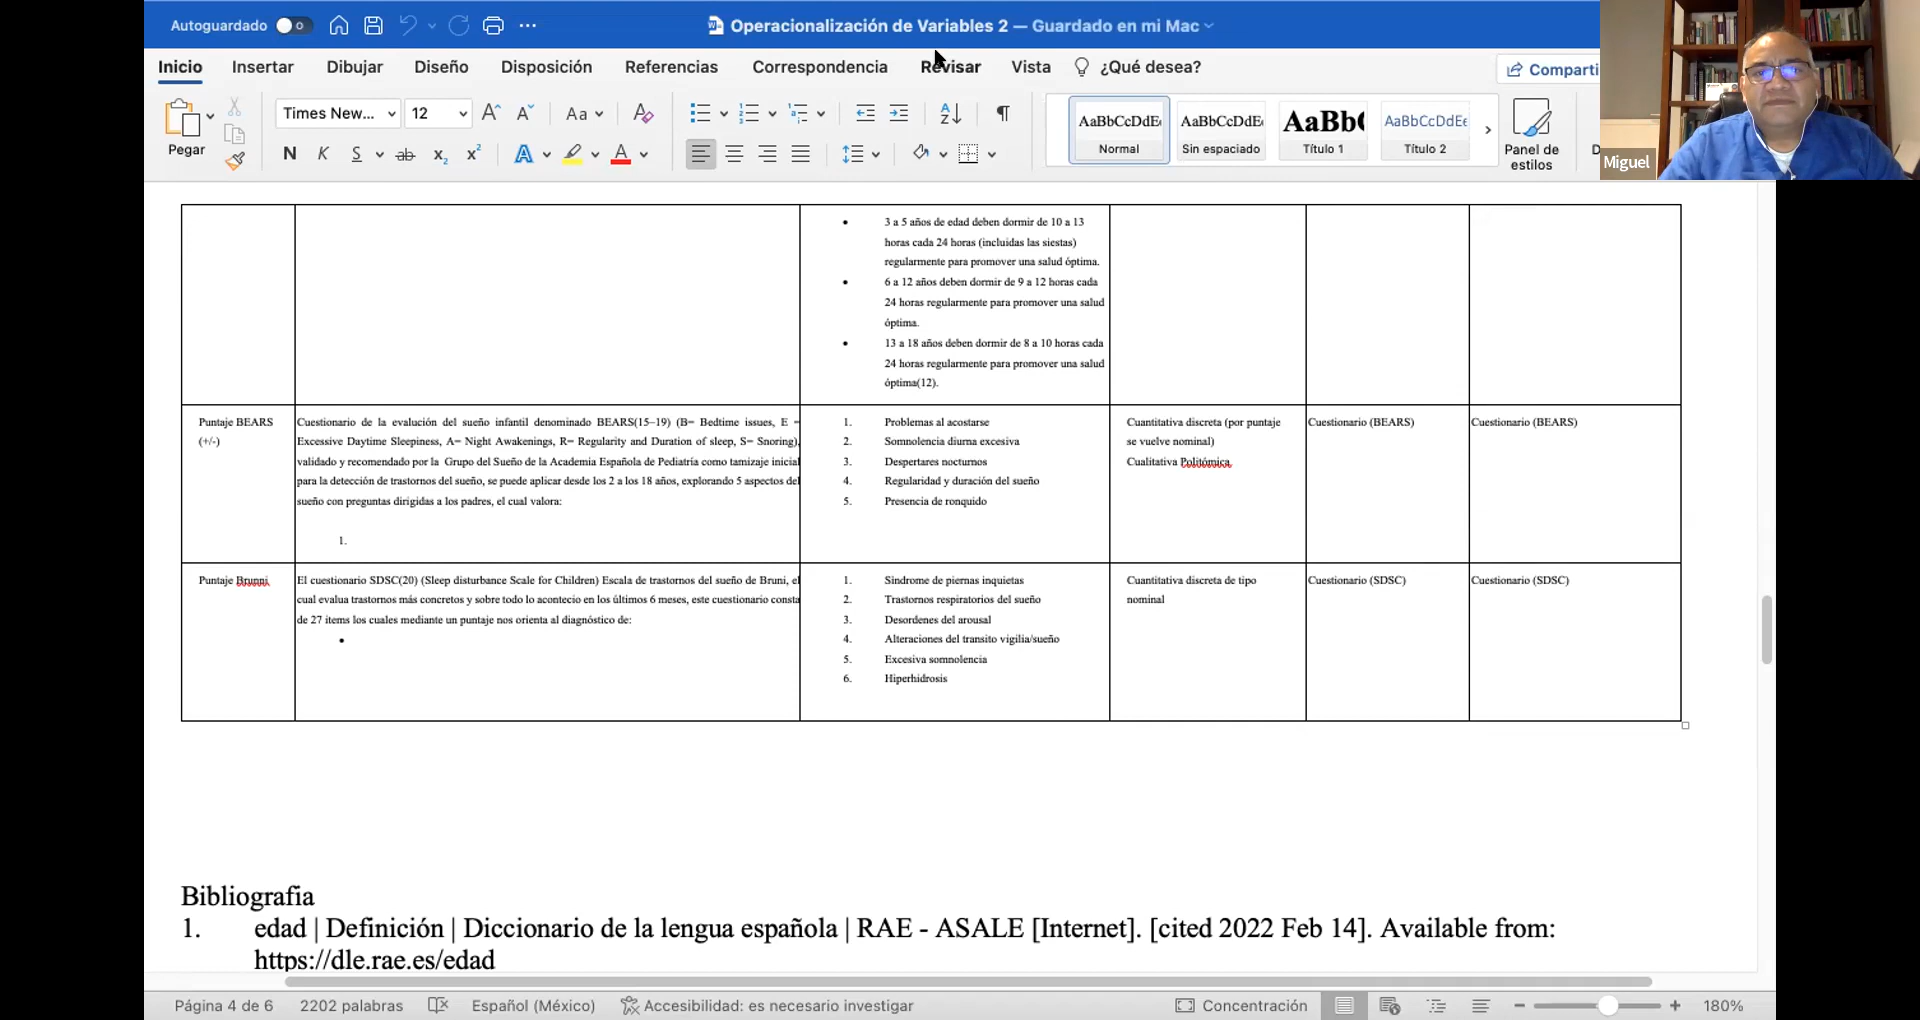 Autoguardado
Operacionalización de Variables 2 — Guardado en mi Mac
Inicio Insertar Dibujar Diseño Disposición Referencias Correspondencia Revisar Vista ¿Qué desea?
Comparti
Times New... 12
Aa
Pegar
N K S ab x₂ x² A A
AaBbCcDdEe AaBbCcDdEe AaBb( AaBbCcDdEe
Normal Sin espaciado Título 1 Título 2
Panel de
estilos
Miguel
• 3 a 5 años de edad deben dormir de 10 a 13
horas cada 24 horas (incluidas las siestas)
regularmente para promover una salud óptima.
• 6 a 12 años deben dormir de 9 a 12 horas cada
24 horas regularmente para promover una salud
óptima.
• 13 a 18 años deben dormir de 8 a 10 horas cada
24 horas regularmente para promover una salud
óptima(12).
Puntaje BEARS
(+/-)
Cuestionario de la evalución del sueño infantil denominado BEARS(15–19) (B= Bedtime issues, E =
Excessive Daytime Sleepiness, A= Night Awakenings, R= Regularity and Duration of sleep, S= Snoring),
validado y recomendado por la Grupo del Sueño de la Academia Española de Pediatría como tamizaje inicial
para la detección de trastornos del sueño, se puede aplicar desde los 2 a los 18 años, explorando 5 aspectos del
sueño con preguntas dirigidas a los padres, el cual valora:
1.
1. Problemas al acostarse
2. Somnolencia diurna excesiva
3. Despertares nocturnos
4. Regularidad y duración del sueño
5. Presencia de ronquido
Cuantitativa discreta (por puntaje
se vuelve nominal)
Cualitativa Politómica
Cuestionario (BEARS)
Cuestionario (BEARS)
Puntaje Brunni
El cuestionario SDSC(20) (Sleep disturbance Scale for Children) Escala de trastornos del sueño de Bruni, el
cual evalua trastornos más concretos y sobre todo lo acontecio en los últimos 6 meses, este cuestionario consta
de 27 ítems los cuales mediante un puntaje nos orienta al diagnóstico de:
•
1. Síndrome de piernas inquietas
2. Trastornos respiratorios del sueño
3. Desordenes del arousal
4. Alteraciones del transito vigilia/sueño
5. Excesiva somnolencia
6. Hiperhidrosis
Cuantitativa discreta de tipo
nominal
Cuestionario (SDSC)
Cuestionario (SDSC)
Bibliografia
1. edad | Definición | Diccionario de la lengua española | RAE - ASALE [Internet]. [cited 2022 Feb 14]. Available from:
https://dle.rae.es/edad
Página 4 de 6 2202 palabras Español (México) Accesibilidad: es necesario investigar Concentración 180%